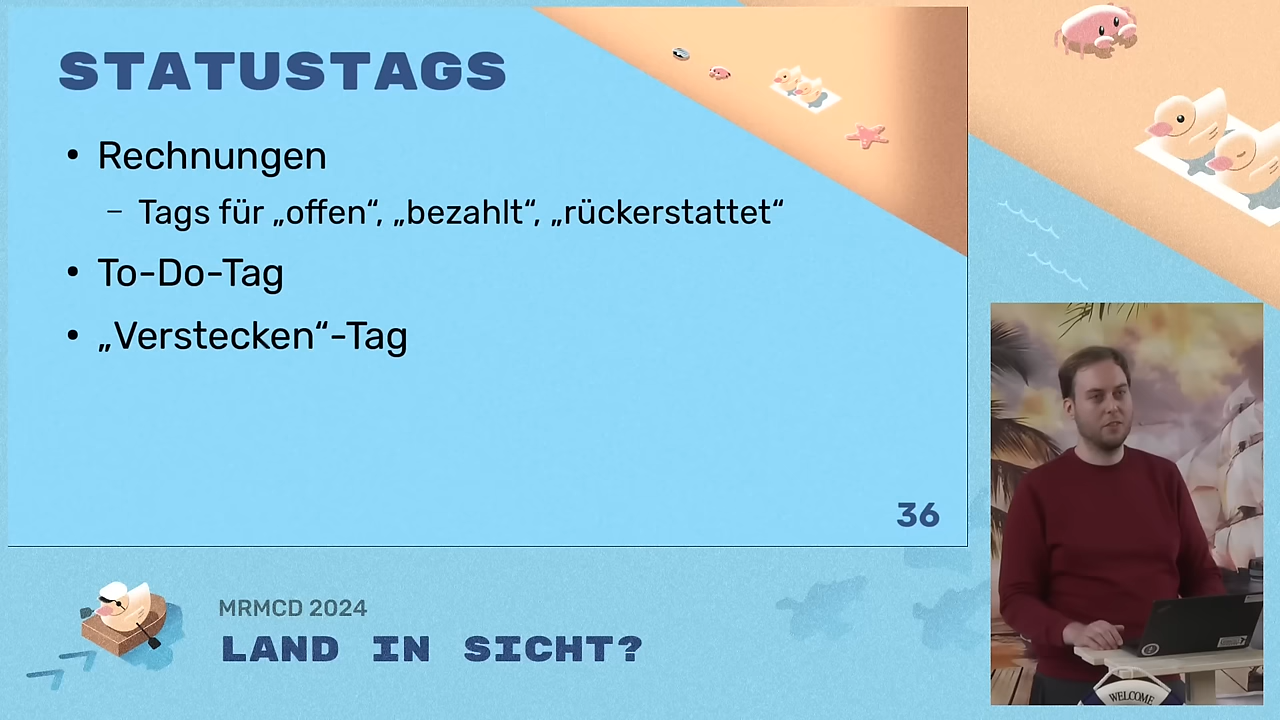 STATUSTAGS
• Rechnungen
– Tags für „offen“, „bezahlt“, „rückerstattet“
• To-Do-Tag
• „Verstecken“-Tag
36
MRMCD 2024
LAND IN SICHT?
WELCOME